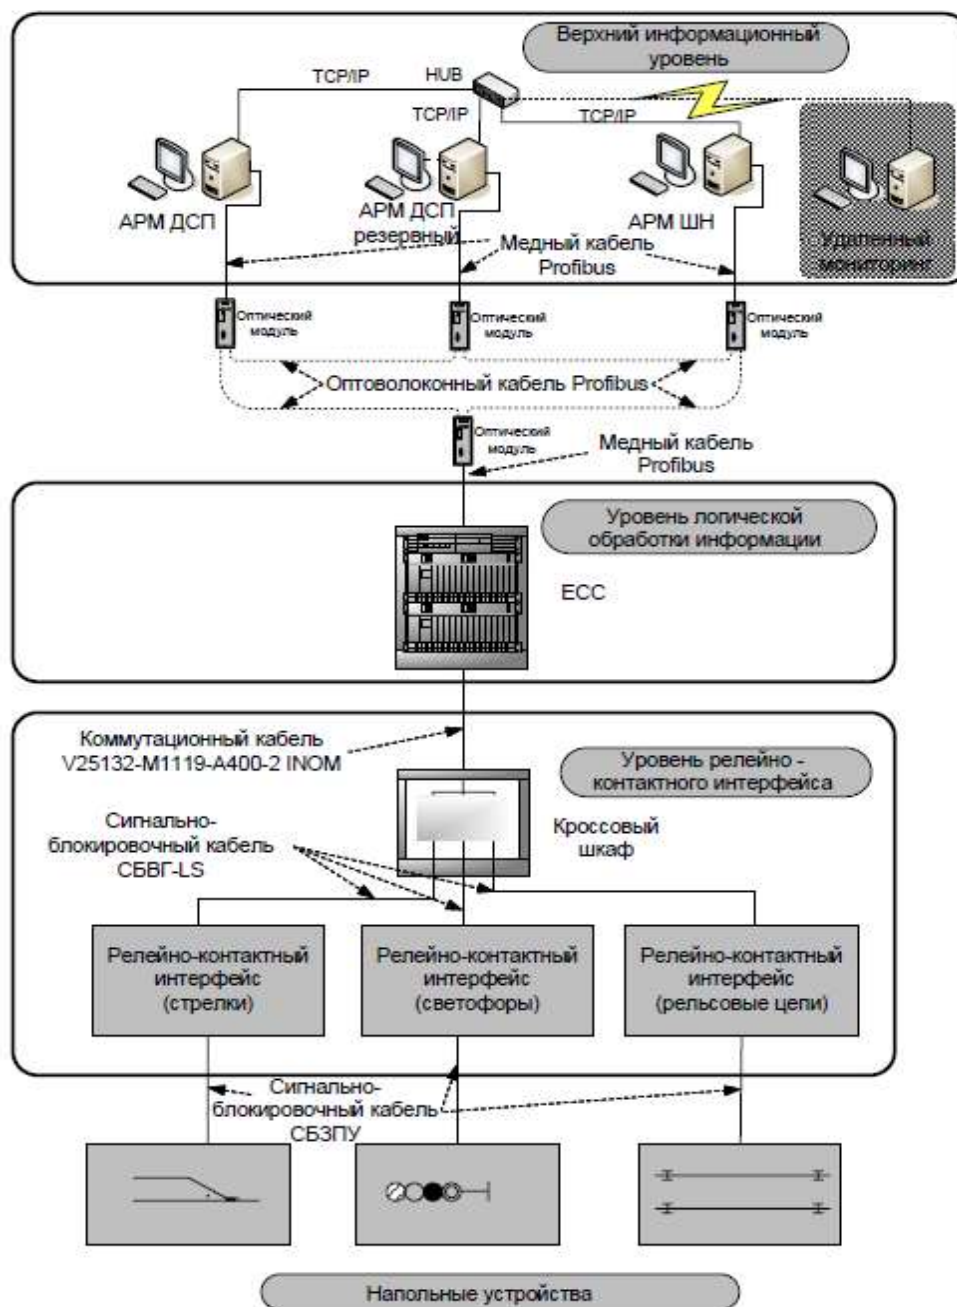 Верхний информационный
уровень
TCP/IP
HUB
TCP/IP
TCP/IP
АРМ ДСП
АРМ ДСП
резервный
АРМ ШН
Удаленный
мониторинг
Медный кабель
Profibus
Оптический
модуль
Оптический
модуль
Оптический
модуль
Оптоволоконный кабель Profibus
Оптический
модуль
Медный кабель
Profibus
Уровень логической
обработки информации
ECC
Коммутационный кабель
V25132-M1119-A400-2 INOM
Уровень релейно -
контактного интерфейса
Сигнально-
блокировочный кабель
СБВГ-LS
Кроссовый
шкаф
Релейно-контактный
интерфейс
(стрелки)
Релейно-контактный
интерфейс
(светофоры)
Релейно-контактный
интерфейс
(рельсовые цепи)
Сигнально-
блокировочный кабель
СБЗПУ
Напольные устройства